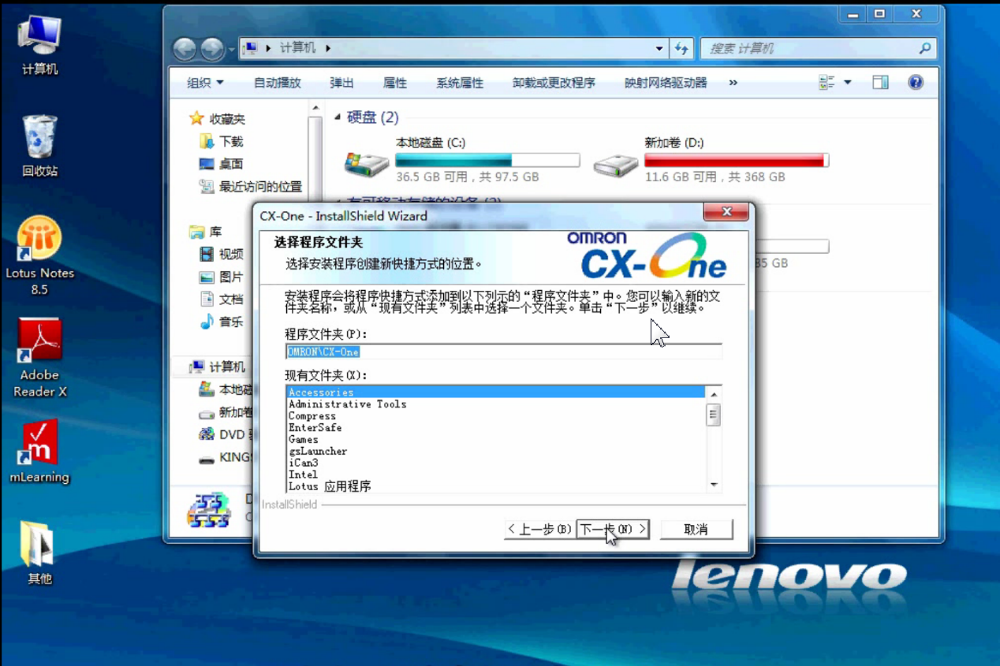 计算机
回收站
Lotus Notes
8.5
Adobe
Reader X
mLearning
其他
计算机
搜索 计算机
组织 自动播放 弹出 属性 系统属性 卸载或更改程序 映射网络驱动器 »
收藏夹
下载
桌面
最近访问的位置
库
视频
图片
文档
音乐
计算机
本地磁
新加卷
DVD
KING
硬盘 (2)
本地磁盘 (C:)
36.5 GB 可用，共 97.5 GB
新加卷 (D:)
11.6 GB 可用，共 368 GB
有可移动存储的设备 (2)
85 GB
CX-One - InstallShield Wizard
选择程序文件夹
选择安装程序创建新快捷方式的位置。
OMRON
CX-One
安装程序会将程序快捷方式添加到以下列示的“程序文件夹”中。您可以输入新的文
件夹名称，或从“现有文件夹”列表中选择一个文件夹。单击“下一步”以继续。
程序文件夹(P)：
OMRON\CX-One
现有文件夹(X)：
Accessories
Administrative Tools
Compress
EnterSafe
Games
gsLauncher
iCan3
Intel
Lotus 应用程序
InstallShield
< 上一步(B) 下一步(N) > 取消
lenovo